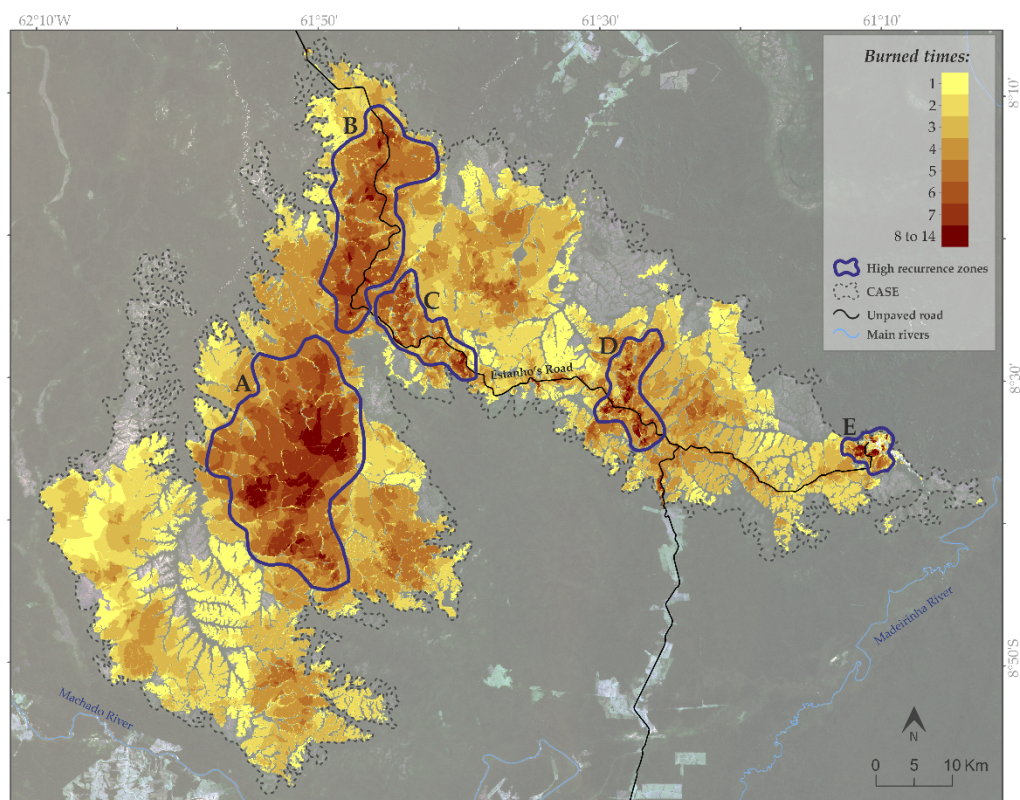 62°10'W
61°50'
61°30'
61°10'
Burned times:
1
2
3
4
5
6
7
8 to 14
High recurrence zones
CASE
Unpaved road
Main rivers
8°10'
B
C
D
Estanho's Road
A
8°30'
E
Madeirinha River
8°50'S
Machado River
N
0 5 10 Km